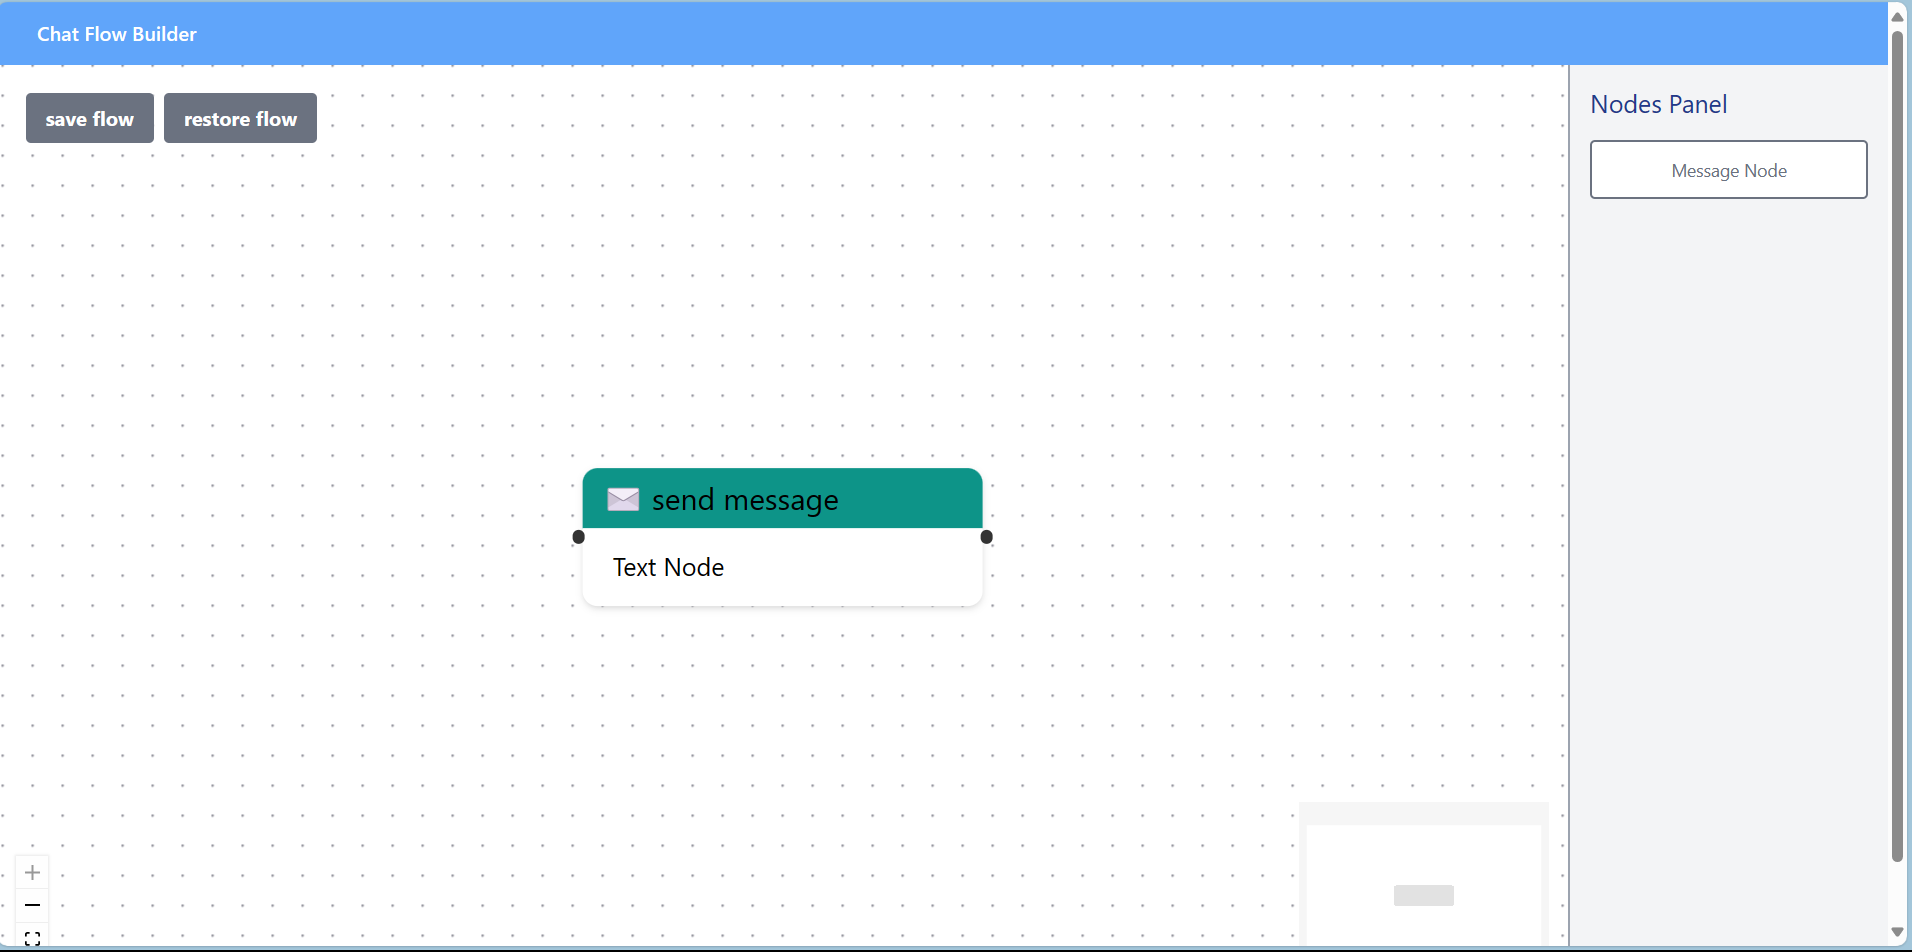 Chat Flow Builder
save flow
restore flow
Nodes Panel
Message Node
send message
Text Node